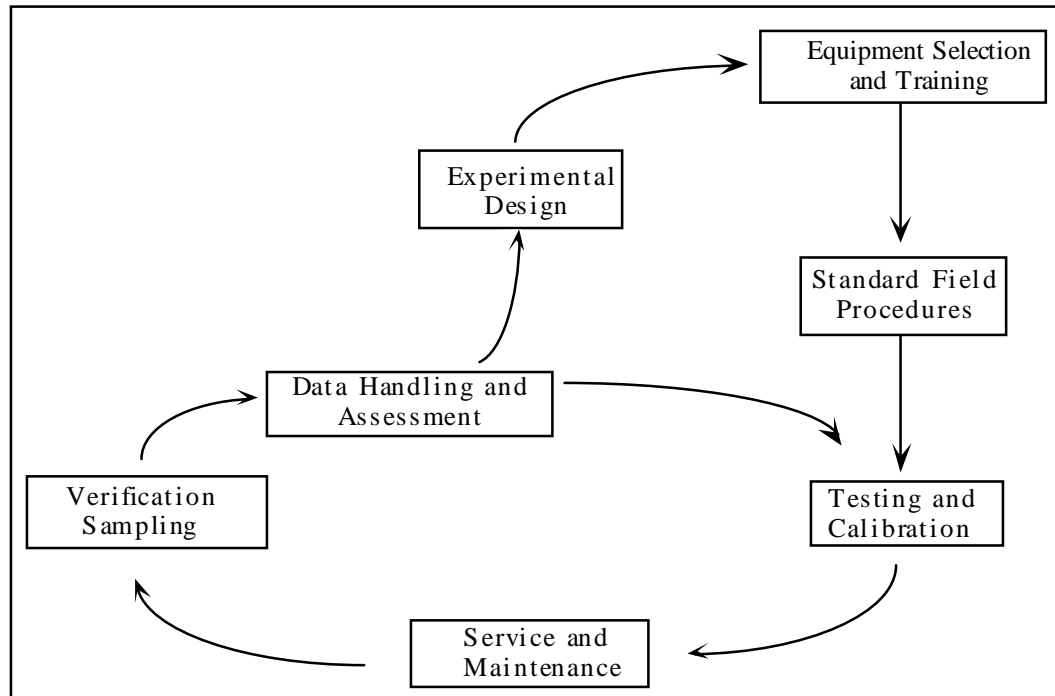 Equipment Selection
and Training
Experimental
Design
Standard Field
Procedures
Data Handling and
Assessment
Verification
Sampling
Testing and
Calibration
Service and
Maintenance